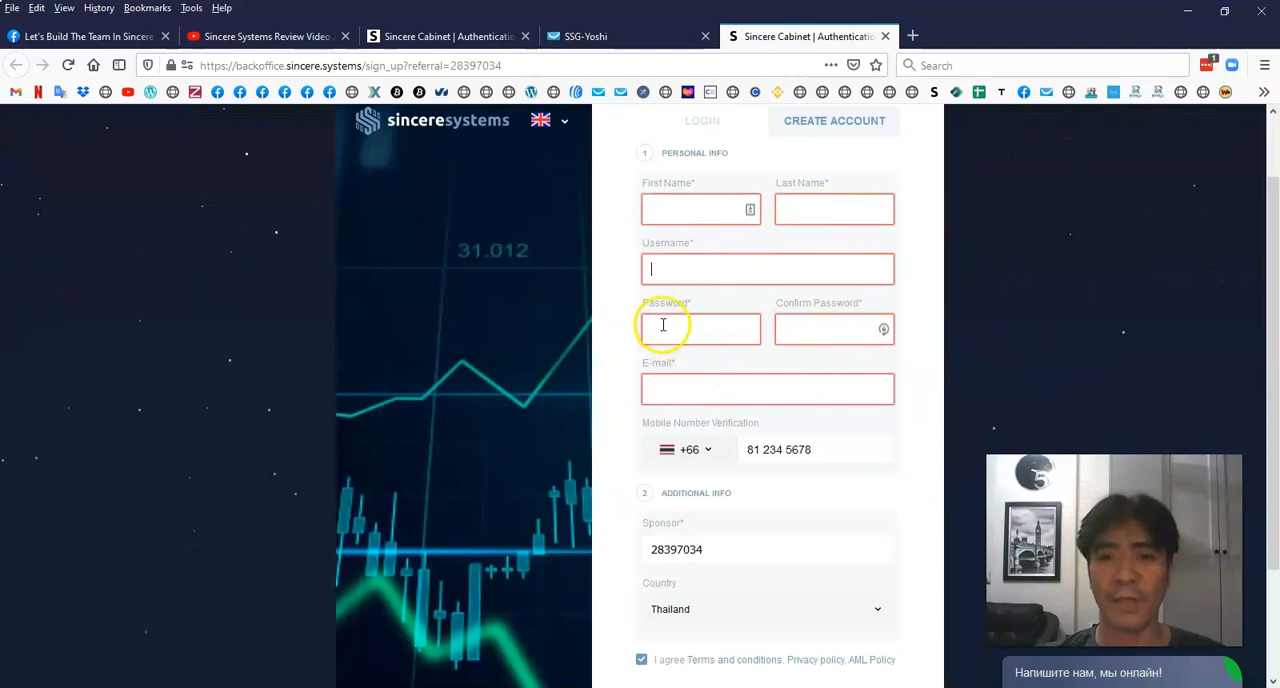 File Edit View History Bookmarks Tools Help
Let's Build The Team In Sincere
Sincere Systems Review Video
Sincere Cabinet | Authenticatio
SSG-Yoshi
Sincere Cabinet | Authenticatio
https://backoffice.sincere.systems/sign_up?referral=28397034
Search
sinceresystems
LOGIN
CREATE ACCOUNT
1 PERSONAL INFO
First Name* Last Name*
31.012
Username*
Password* Confirm Password*
E-mail*
Mobile Number Verification
+66 81 234 5678
2 ADDITIONAL INFO
Sponsor*
28397034
Country
Thailand
I agree Terms and conditions, Privacy policy, AML Policy
Напишите нам, мы онлайн!